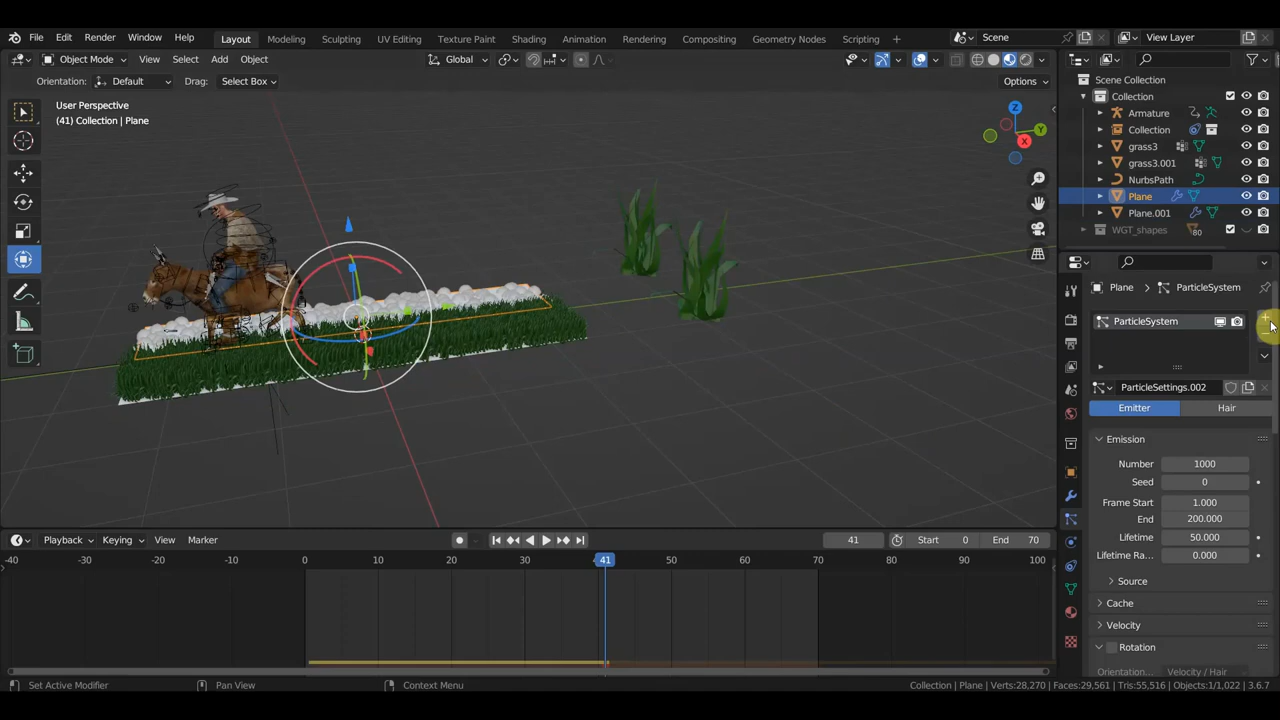 File Edit Render Window Help Layout Modeling Sculpting UV Editing Texture Paint Shading Animation Rendering Compositing Geometry Nodes Scripting + Scene View Layer
Object Mode View Select Add Object Global Options
Orientation: Default Drag: Select Box
User Perspective
(41) Collection | Plane
Z
Y
X
Scene Collection
Collection
Armature
Collection
grass3
grass3.001
NurbsPath
Plane
Plane.001
WGT_shapes 80
Plane > ParticleSystem
ParticleSystem
ParticleSettings.002
Emitter Hair
Emission
Number 1000
Seed 0
Frame Start 1.000
End 200.000
Lifetime 50.000
Lifetime Ra... 0.000
Source
Cache
Velocity
Rotation
Orientation... Velocity / Hair
Playback Keying View Marker 41 Start 0 End 70
-40 -30 -20 -10 0 10 20 30 41 50 60 70 80 90 100
Set Active Modifier Pan View Context Menu Collection | Plane | Verts:28,270 | Faces:29,561 | Tris:55,516 | Objects:1/1,022 | 3.6.7